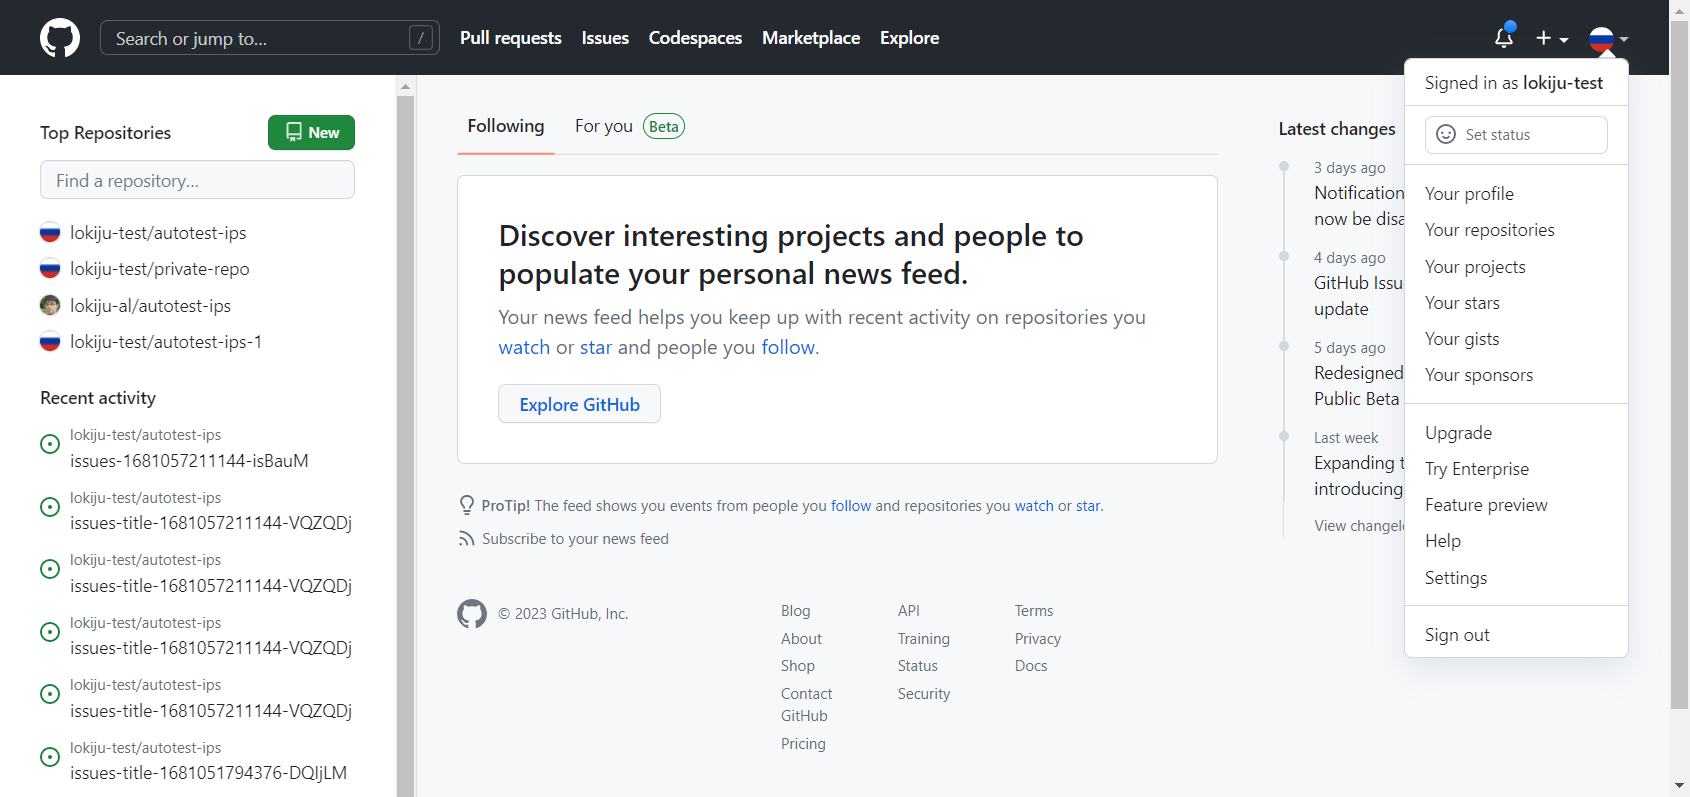 Search or jump to...
/
Pull requests
Issues
Codespaces
Marketplace
Explore
Top Repositories
New
Find a repository...
lokiju-test/autotest-ips
lokiju-test/private-repo
lokiju-al/autotest-ips
lokiju-test/autotest-ips-1
Recent activity
lokiju-test/autotest-ips
issues-1681057211144-isBauM
lokiju-test/autotest-ips
issues-title-1681057211144-VQZQDj
lokiju-test/autotest-ips
issues-title-1681057211144-VQZQDj
lokiju-test/autotest-ips
issues-title-1681057211144-VQZQDj
lokiju-test/autotest-ips
issues-title-1681057211144-VQZQDj
lokiju-test/autotest-ips
issues-title-1681051794376-DQIjLM
Following
For you
Beta
Discover interesting projects and people to
populate your personal news feed.
Your news feed helps you keep up with recent activity on repositories you
watch or star and people you follow.
Explore GitHub
ProTip! The feed shows you events from people you follow and repositories you watch or star.
Subscribe to your news feed
© 2023 GitHub, Inc.
Blog
About
Shop
Contact
GitHub
Pricing
API
Training
Status
Security
Terms
Privacy
Docs
Latest changes
3 days ago
Notification
now be disa
4 days ago
GitHub Issu
update
5 days ago
Redesigned
Public Beta
Last week
Expanding t
introducing
View changel
Signed in as lokiju-test
Set status
Your profile
Your repositories
Your projects
Your stars
Your gists
Your sponsors
Upgrade
Try Enterprise
Feature preview
Help
Settings
Sign out